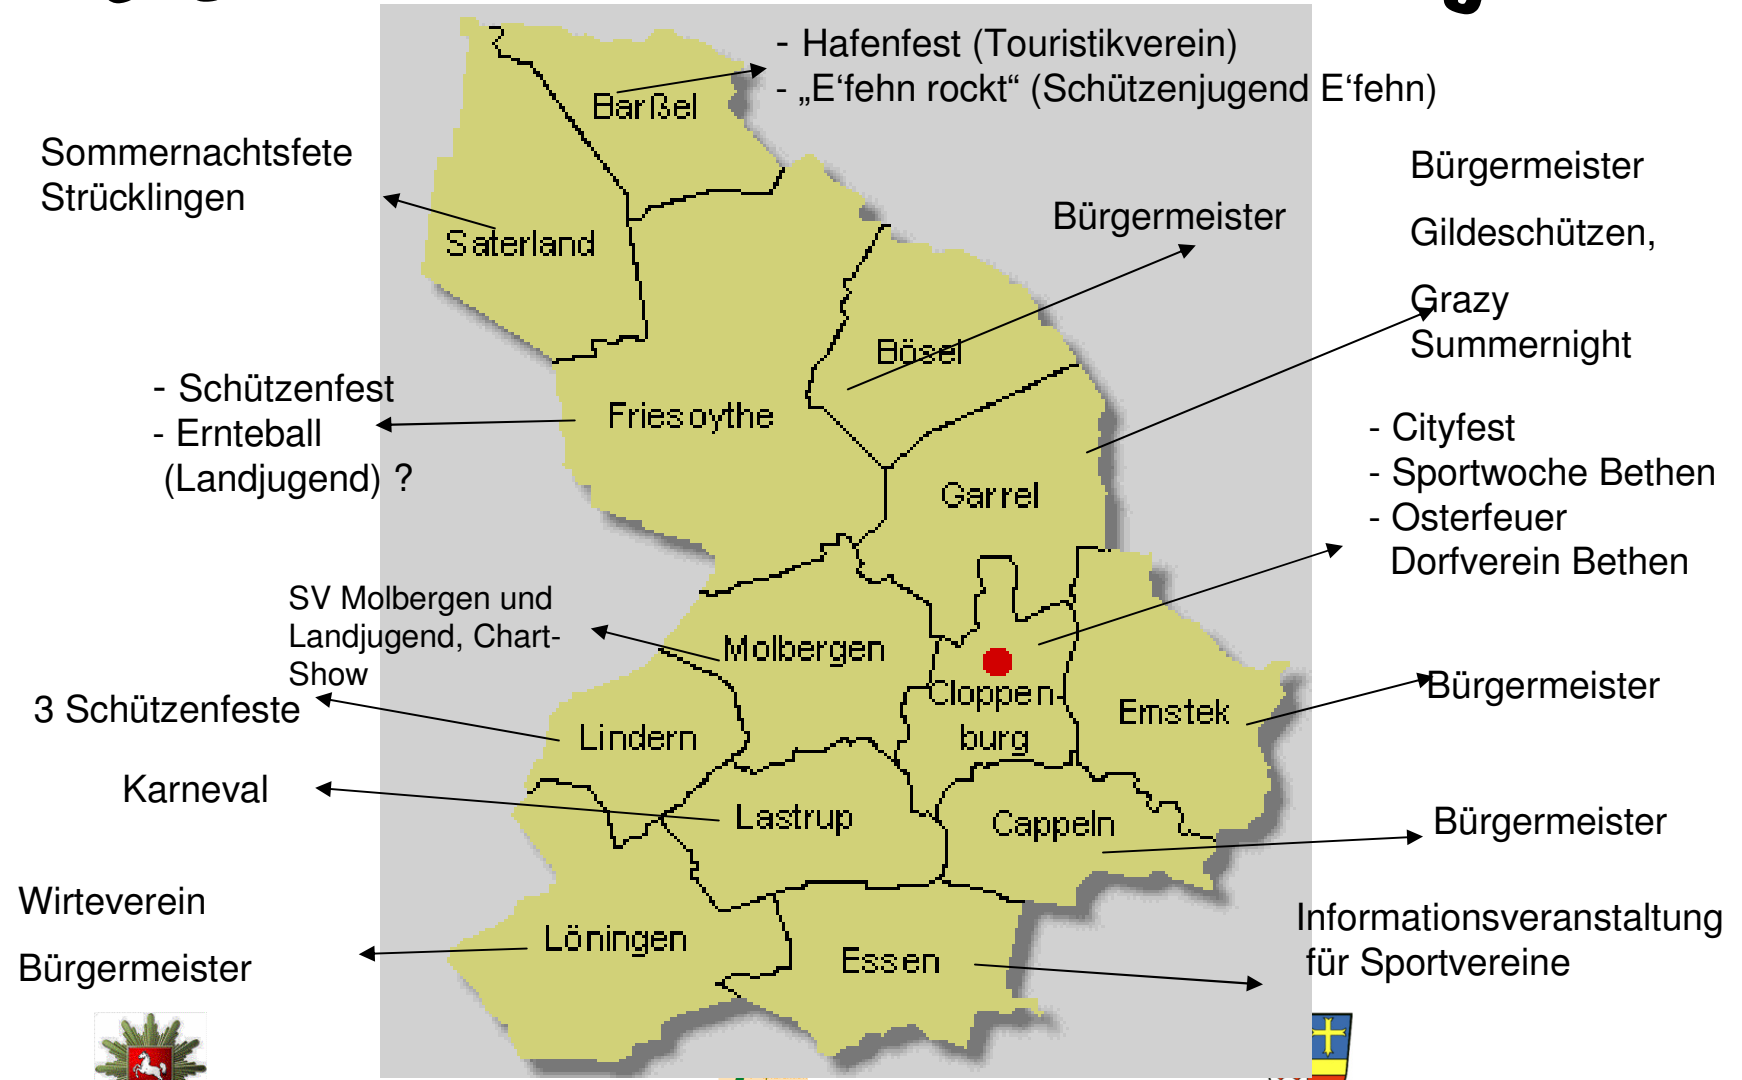 - Hafenfest (Touristikverein)
- „E‘fehn rockt“ (Schützenjugend E‘fehn)
Barßel
Sommernachtsfete
Strücklingen
Saterland
Bürgermeister
Bürgermeister
Gildeschützen,
Grazy
Summernight
Bösel
- Schützenfest
- Ernteball
(Landjugend) ?
Friesoythe
Garrel
- Cityfest
- Sportwoche Bethen
- Osterfeuer
Dorfverein Bethen
SV Molbergen und
Landjugend, Chart-
Show
Molbergen
Cloppen-
burg
Emstek
Bürgermeister
3 Schützenfeste
Lindern
Karneval
Lastrup
Cappeln
Bürgermeister
Wirteverein
Bürgermeister
Löningen
Essen
Informationsveranstaltung
für Sportvereine